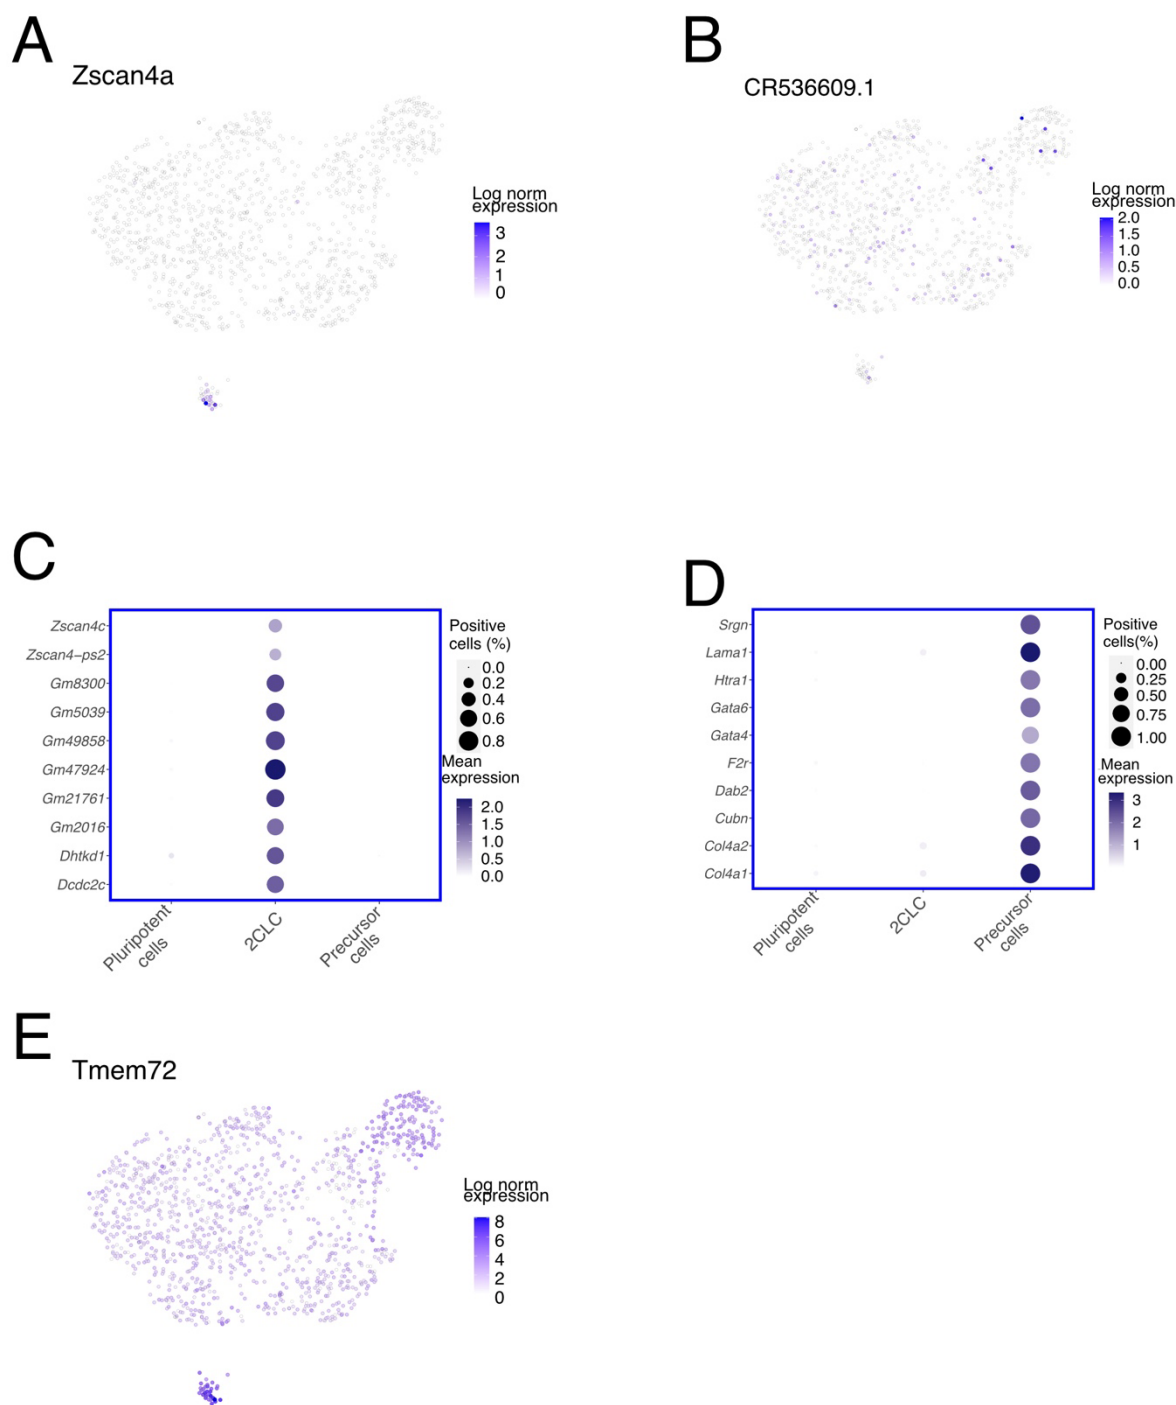 A
Zscan4a
Log norm
expression
3
2
1
0
B
CR536609.1
Log norm
expression
2.0
1.5
1.0
0.5
0.0
C
Zscan4c
Zscan4–ps2
Gm8300
Gm5039
Gm49858
Gm47924
Gm21761
Gm2016
Dhtkd1
Dcdc2c
Pluripotent
cells
2CLC
Precursor
cells
Positive
cells (%)
0.0
0.2
0.4
0.6
0.8
Mean
expression
2.0
1.5
1.0
0.5
0.0
D
Srgn
Lama1
Htra1
Gata6
Gata4
F2r
Dab2
Cubn
Col4a2
Col4a1
Pluripotent
cells
2CLC
Precursor
cells
Positive
cells(%)
0.00
0.25
0.50
0.75
1.00
Mean
expression
3
2
1
E
Tmem72
Log norm
expression
8
6
4
2
0